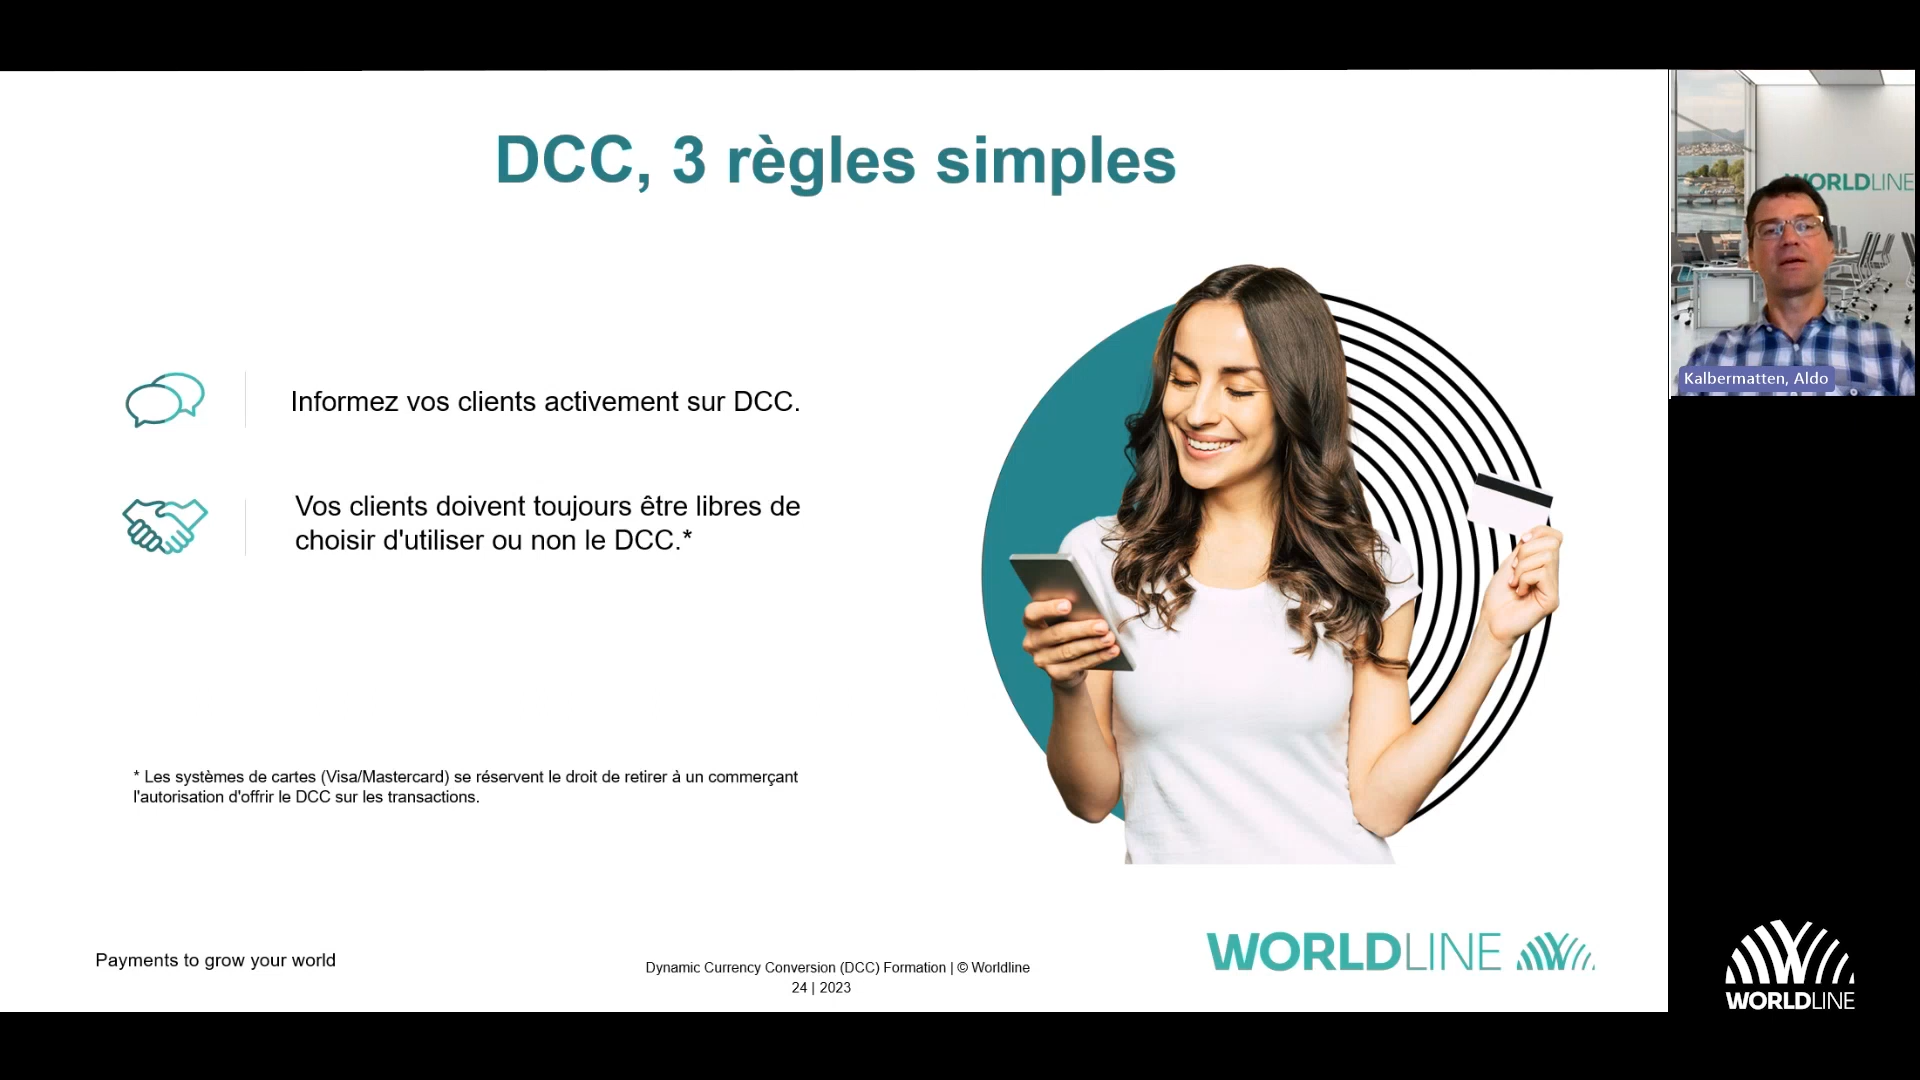 DCC, 3 règles simples
WORLDLINE
Kalbermatten, Aldo
Informez vos clients activement sur DCC.
Vos clients doivent toujours être libres de
choisir d'utiliser ou non le DCC.*
* Les systèmes de cartes (Visa/Mastercard) se réservent le droit de retirer à un commerçant
l'autorisation d'offrir le DCC sur les transactions.
Payments to grow your world
Dynamic Currency Conversion (DCC) Formation | © Worldline
24 | 2023
WORLDLINE
WORLDLINE